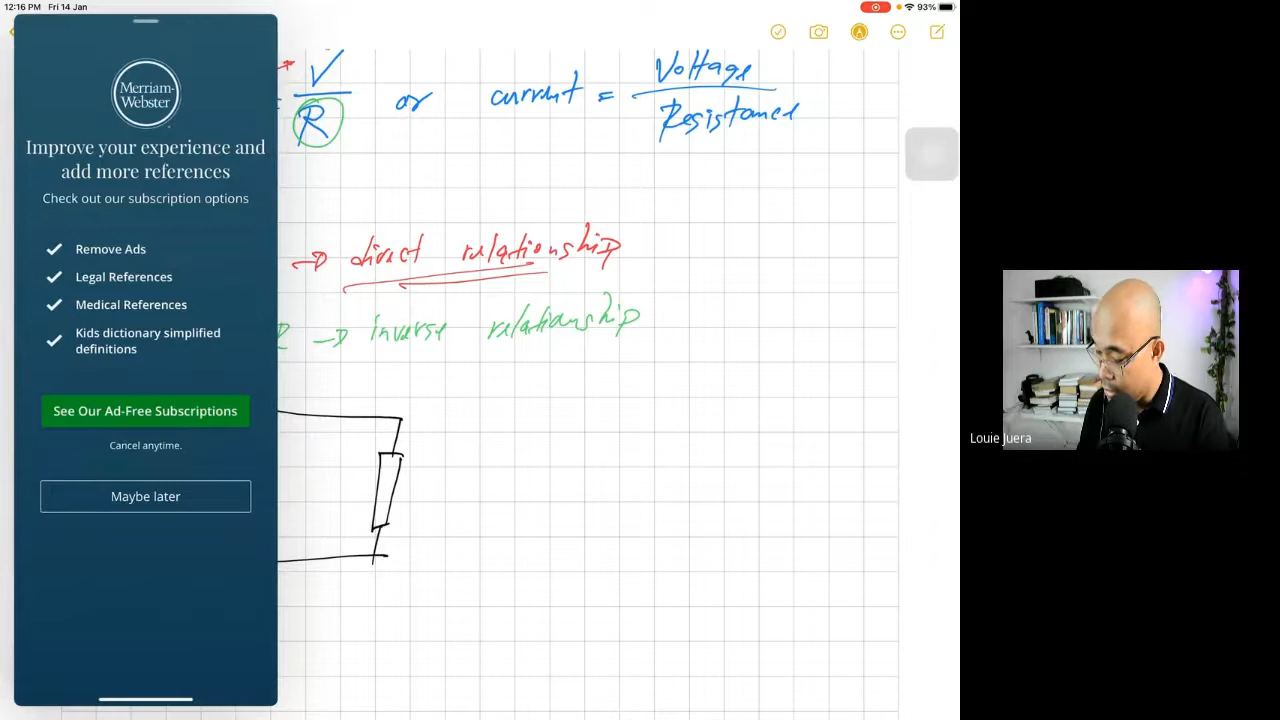 12:16 PM Fri 14 Jan
93%
Merriam-
Webster
Improve your experience and
add more references
Check out our subscription options
Remove Ads
Legal References
Medical References
Kids dictionary simplified
definitions
See Our Ad-Free Subscriptions
Cancel anytime.
Maybe later
= V/R or current = Voltage/Resistance
→ direct relationship
R → inverse relationship
Louie Juera